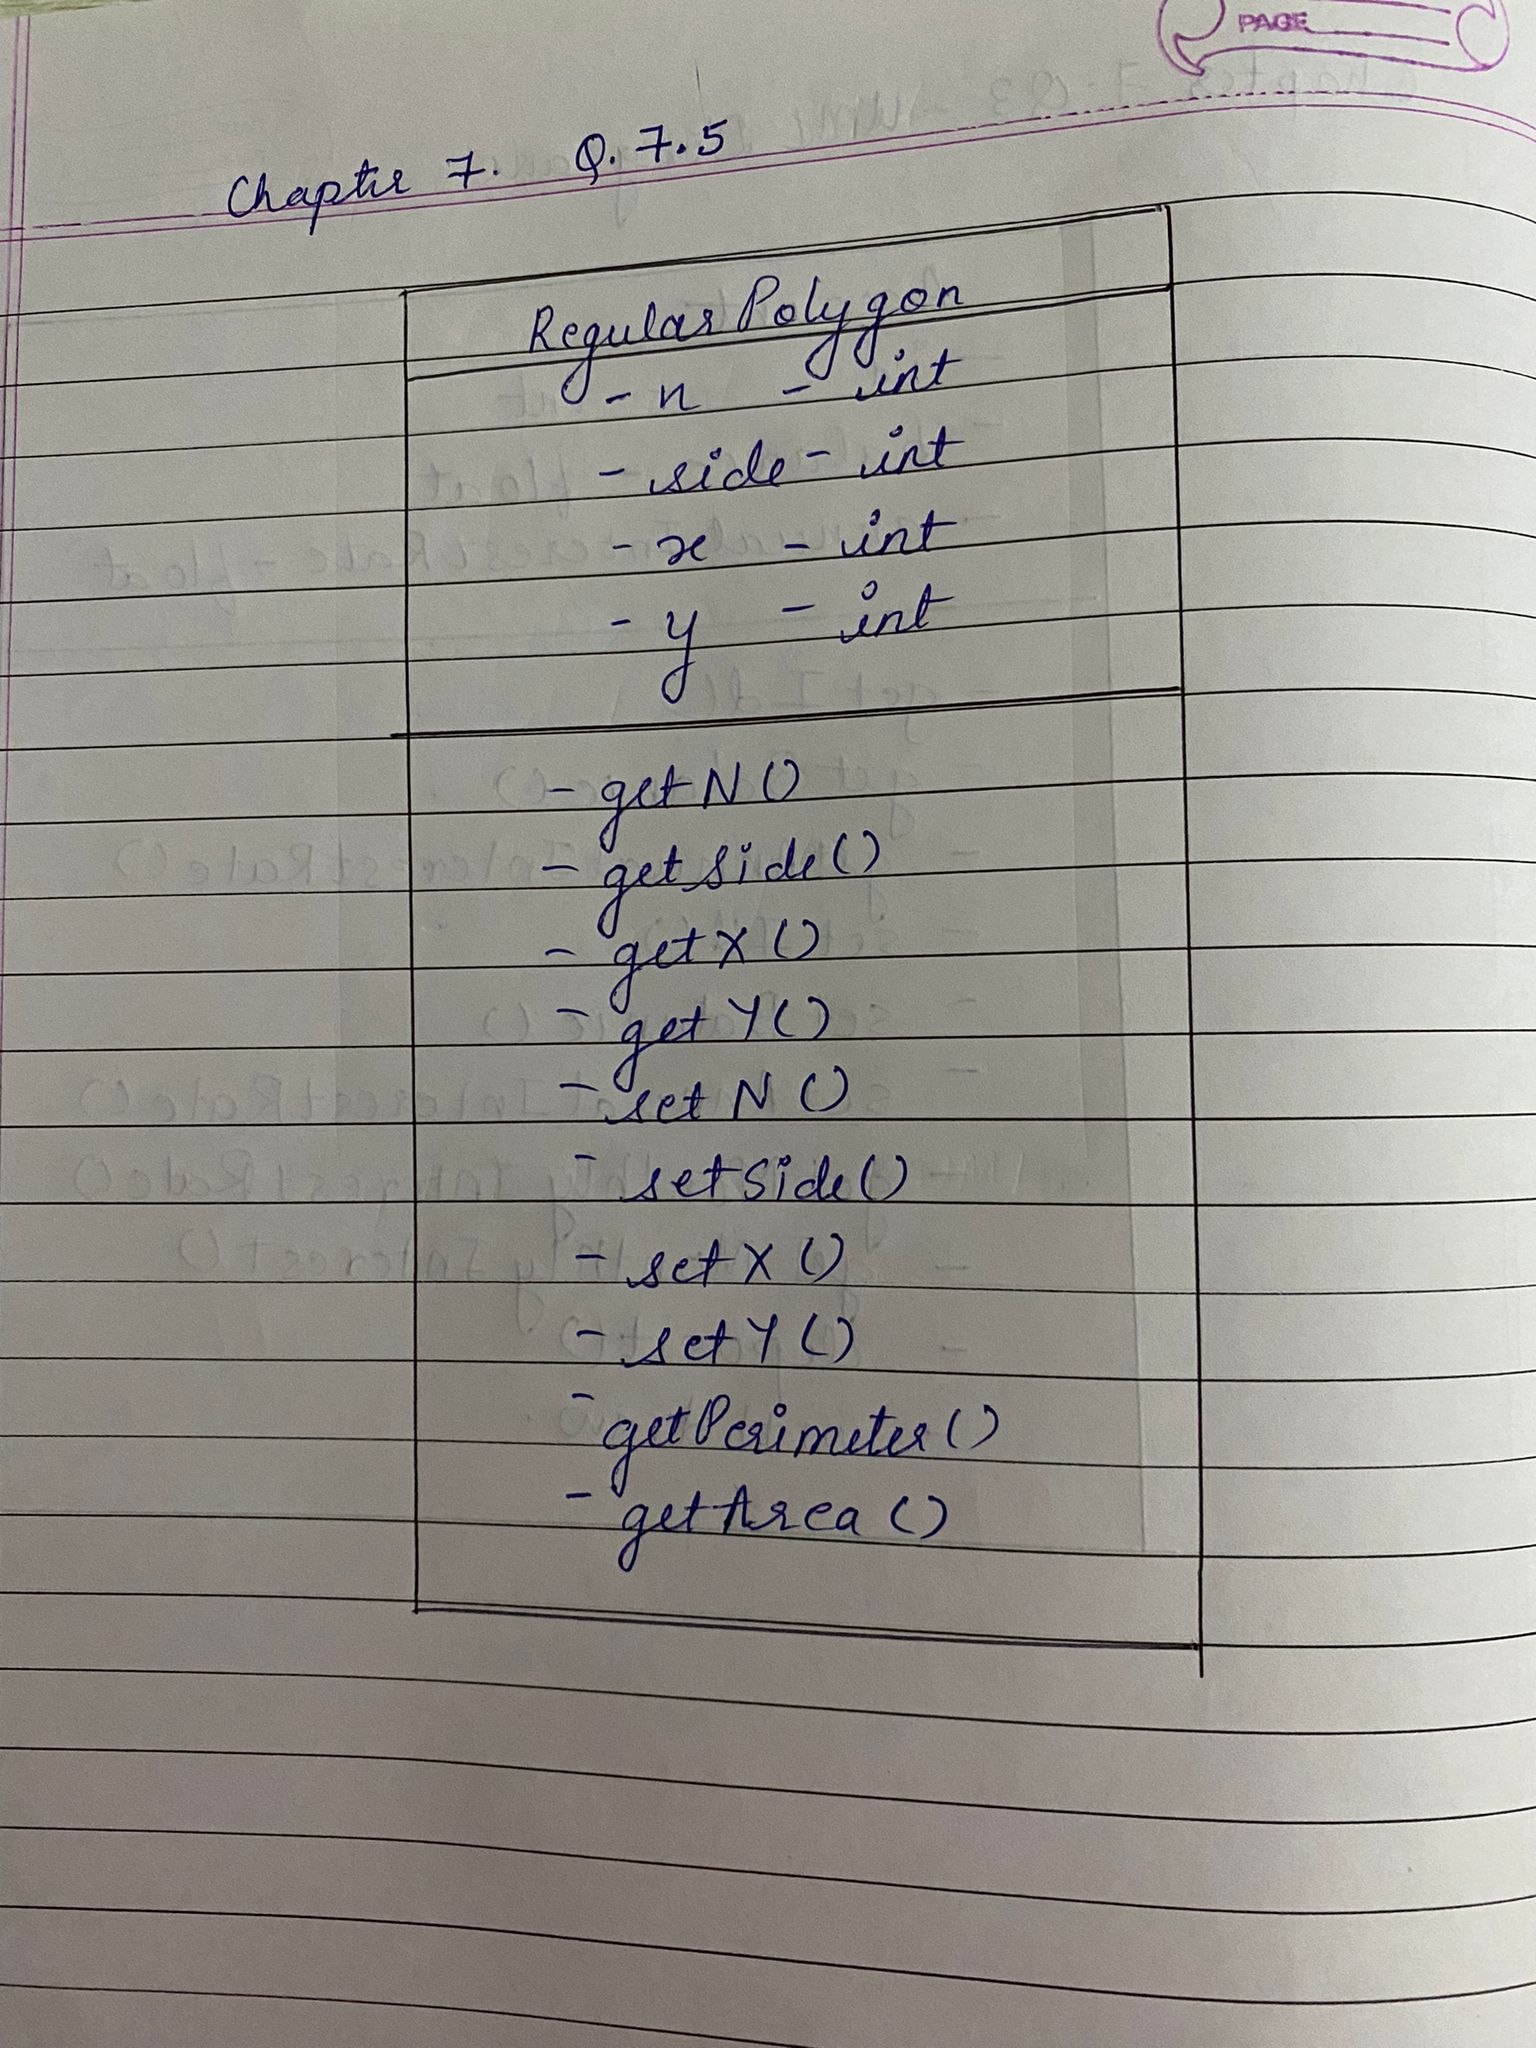 PAGE
Chapter 7. Q.7.5
Regular Polygon
- n - int
- side - int
- x - int
- y - int
- getN()
- getSide()
- getX()
- getY()
- setN()
- setSide()
- setX()
- setY()
- getPerimeter()
- getArea()